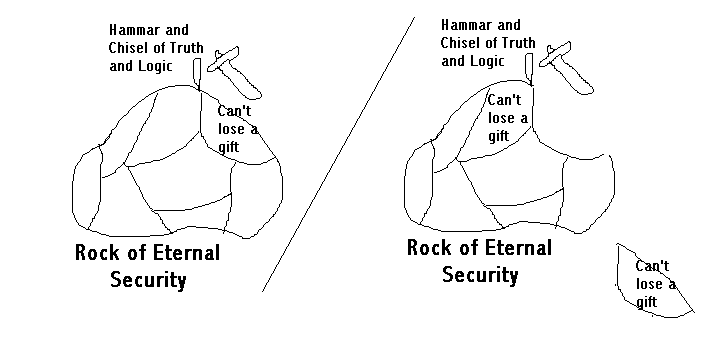 Hammar and
Chisel of Truth
and Logic
Can't
lose a
gift
Rock of Eternal
Security
Hammar and
Chisel of Truth
and Logic
Can't
lose a
gift
Rock of Eternal
Security
Can't
lose a
gift